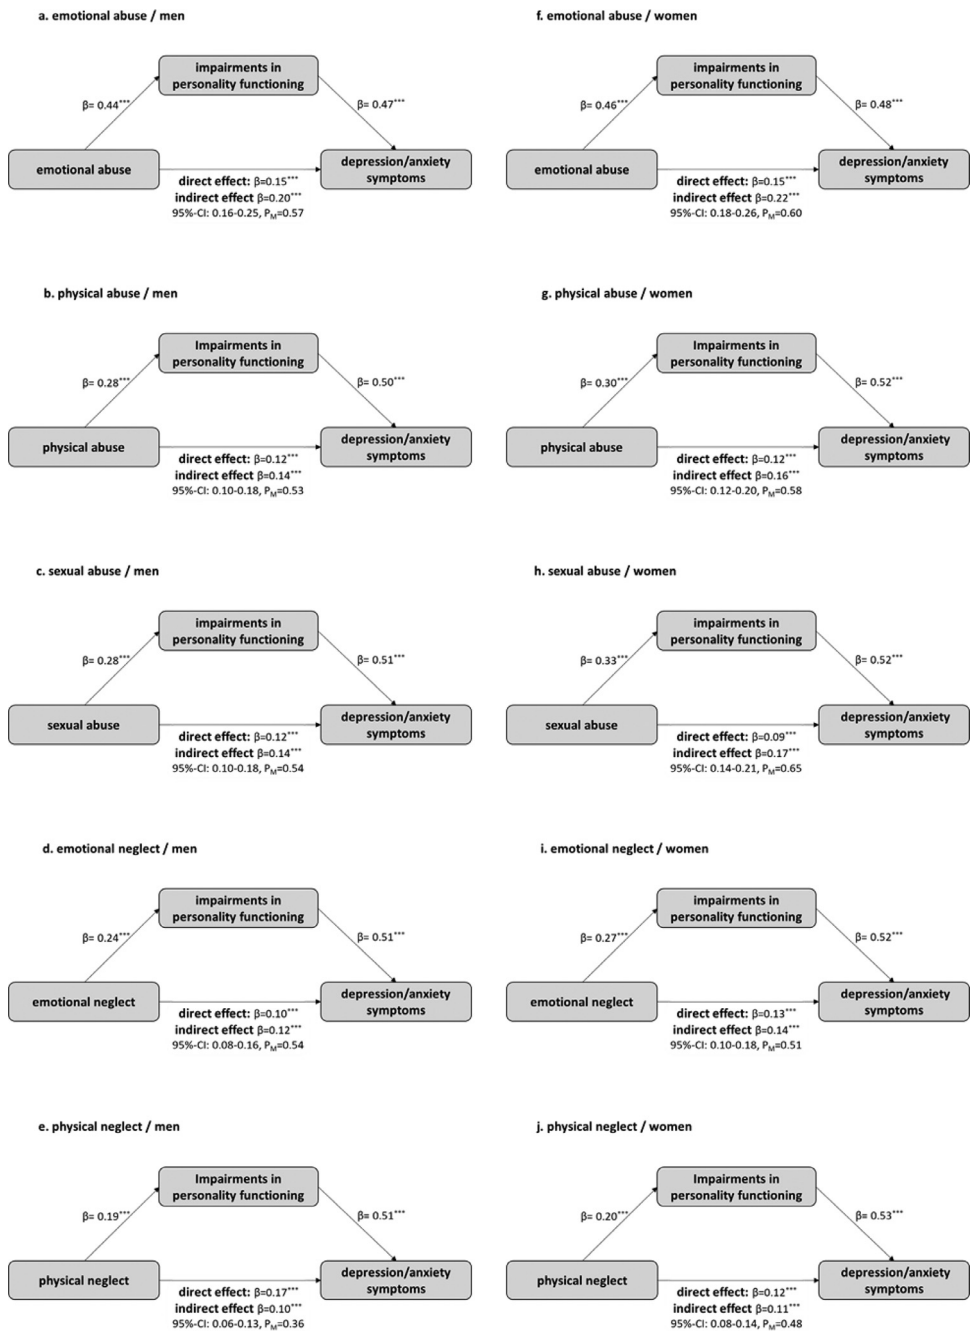 a. emotional abuse / men
impairments in
personality functioning
β= 0.44***
β= 0.47***
emotional abuse
depression/anxiety
symptoms
direct effect: β=0.15***
indirect effect β=0.20***
95%-CI: 0.16-0.25, PM=0.57
f. emotional abuse / women
impairments in
personality functioning
β= 0.46***
β= 0.48***
emotional abuse
depression/anxiety
symptoms
direct effect: β=0.15***
indirect effect β=0.22***
95%-CI: 0.18-0.26, PM=0.60
b. physical abuse / men
Impairments in
personality functioning
β= 0.28***
β= 0.50***
physical abuse
depression/anxiety
symptoms
direct effect: β=0.12***
indirect effect β=0.14***
95%-CI: 0.10-0.18, PM=0.53
g. physical abuse / women
Impairments in
personality functioning
β= 0.30***
β= 0.52***
physical abuse
depression/anxiety
symptoms
direct effect: β=0.12***
indirect effect β=0.16***
95%-CI: 0.12-0.20, PM=0.58
c. sexual abuse / men
impairments in
personality functioning
β= 0.28***
β= 0.51***
sexual abuse
depression/anxiety
symptoms
direct effect: β=0.12***
indirect effect β=0.14***
95%-CI: 0.10-0.18, PM=0.54
h. sexual abuse / women
impairments in
personality functioning
β= 0.33***
β= 0.52***
sexual abuse
depression/anxiety
symptoms
direct effect: β=0.09***
indirect effect β=0.17***
95%-CI: 0.14-0.21, PM=0.65
d. emotional neglect / men
impairments in
personality functioning
β= 0.24***
β= 0.51***
emotional neglect
depression/anxiety
symptoms
direct effect: β=0.10***
indirect effect β=0.12***
95%-CI: 0.08-0.16, PM=0.54
i. emotional neglect / women
impairments in
personality functioning
β= 0.27***
β= 0.52***
emotional neglect
depression/anxiety
symptoms
direct effect: β=0.13***
indirect effect β=0.14***
95%-CI: 0.10-0.18, PM=0.51
e. physical neglect / men
Impairments in
personality functioning
β= 0.19***
β= 0.51***
physical neglect
depression/anxiety
symptoms
direct effect: β=0.17***
indirect effect β=0.10***
95%-CI: 0.06-0.13, PM=0.36
j. physical neglect / women
Impairments in
personality functioning
β= 0.20***
β= 0.53***
physical neglect
depression/anxiety
symptoms
direct effect: β=0.12***
indirect effect β=0.11***
95%-CI: 0.08-0.14, PM=0.48